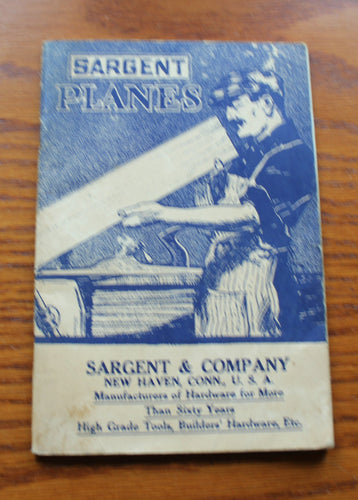 SARGENT
PLANES
SARGENT & COMPANY
NEW HAVEN, CONN., U. S. A.
Manufacturers of Hardware for More
Than Sixty Years
High Grade Tools, Builders' Hardware, Etc.